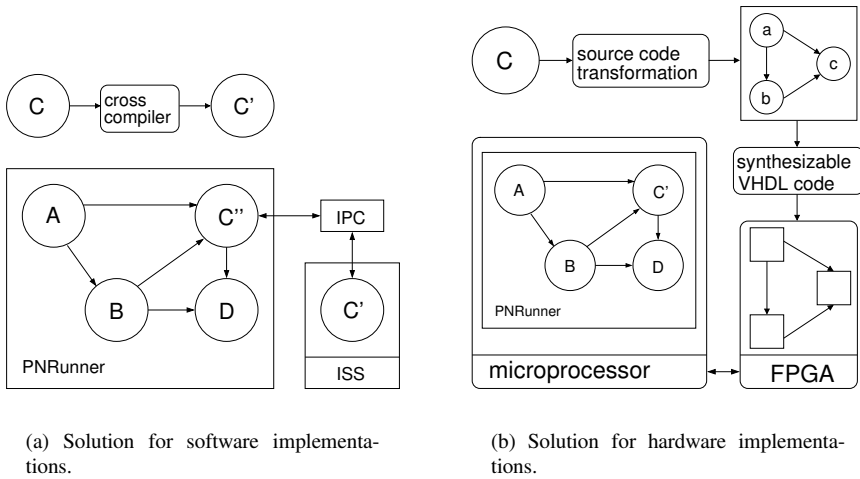 C
cross
compiler
C'
A
C''
B
D
PNRunner
IPC
C'
ISS
(a) Solution for software implementa-
tions.
C
source code
transformation
a
c
b
synthesizable
VHDL code
A
C'
B
D
PNRunner
microprocessor
FPGA
(b) Solution for hardware implementa-
tions.